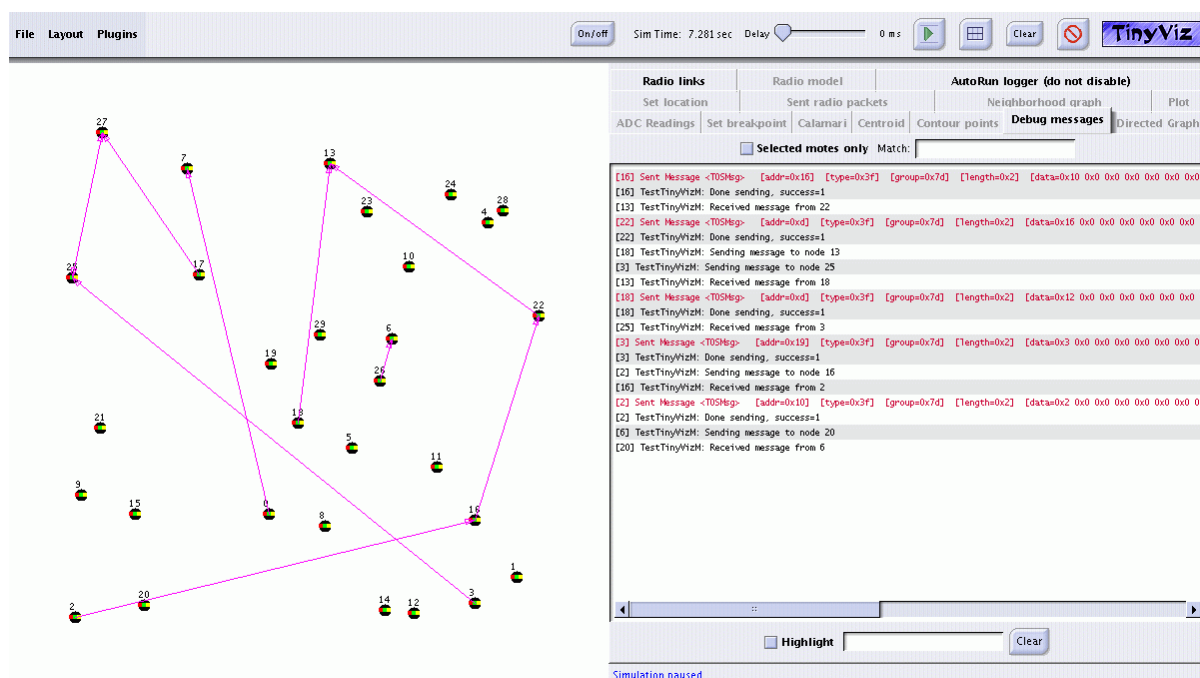 File Layout Plugins On/off Sim Time: 7.281 sec Delay 0 ms Clear TinyViz
Radio links Radio model AutoRun logger (do not disable)
Set location Sent radio packets Neighborhood graph Plot
ADC Readings Set breakpoint Calamari Centroid Contour points Debug messages Directed Graph
Selected motes only Match:
[16] Sent Message <TOSMsg> [addr=0x16] [type=0x3f] [group=0x7d] [length=0x2] [data=0x10 0x0 0x0 0x0 0x0 0x0 0x0
[16] TestTinyVizM: Done sending, success=1
[13] TestTinyVizM: Received message from 22
[22] Sent Message <TOSMsg> [addr=0xd] [type=0x3f] [group=0x7d] [length=0x2] [data=0x16 0x0 0x0 0x0 0x0 0x0 0x0
[22] TestTinyVizM: Done sending, success=1
[18] TestTinyVizM: Sending message to node 13
[3] TestTinyVizM: Sending message to node 25
[13] TestTinyVizM: Received message from 18
[18] Sent Message <TOSMsg> [addr=0xd] [type=0x3f] [group=0x7d] [length=0x2] [data=0x12 0x0 0x0 0x0 0x0 0x0 0x0
[18] TestTinyVizM: Done sending, success=1
[25] TestTinyVizM: Received message from 3
[3] Sent Message <TOSMsg> [addr=0x19] [type=0x3f] [group=0x7d] [length=0x2] [data=0x3 0x0 0x0 0x0 0x0 0x0 0x0 0
[3] TestTinyVizM: Done sending, success=1
[2] TestTinyVizM: Sending message to node 16
[16] TestTinyVizM: Received message from 2
[2] Sent Message <TOSMsg> [addr=0x10] [type=0x3f] [group=0x7d] [length=0x2] [data=0x2 0x0 0x0 0x0 0x0 0x0 0x0 0
[2] TestTinyVizM: Done sending, success=1
[6] TestTinyVizM: Sending message to node 20
[20] TestTinyVizM: Received message from 6
Highlight Clear
Simulation paused
27
7
13
24
23
28
4
10
25
17
22
29
6
19
26
18
21
5
11
9
15
0
8
16
1
20
2
14
12
3